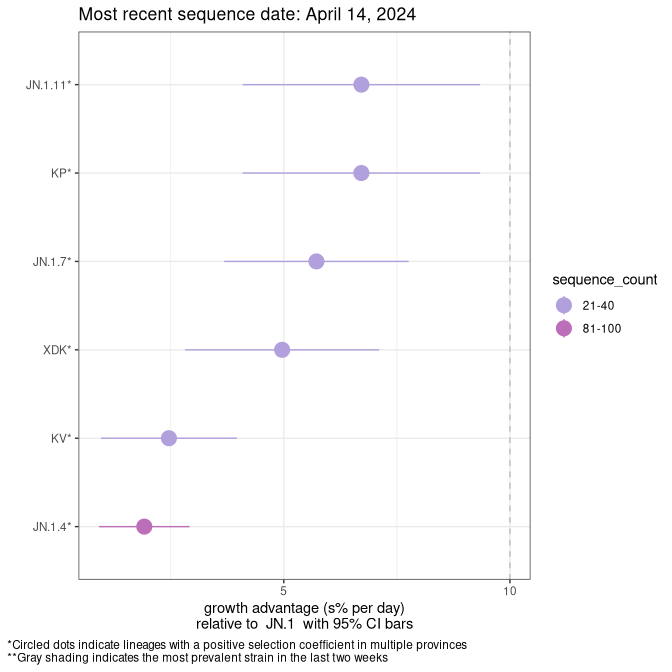 Most recent sequence date: April 14, 2024
JN.1.11*
KP*
JN.1.7*
XDK*
KV*
JN.1.4*
5
10
growth advantage (s% per day)
relative to  JN.1  with 95% CI bars
sequence_count
21-40
81-100
*Circled dots indicate lineages with a positive selection coefficient in multiple provinces
**Gray shading indicates the most prevalent strain in the last two weeks